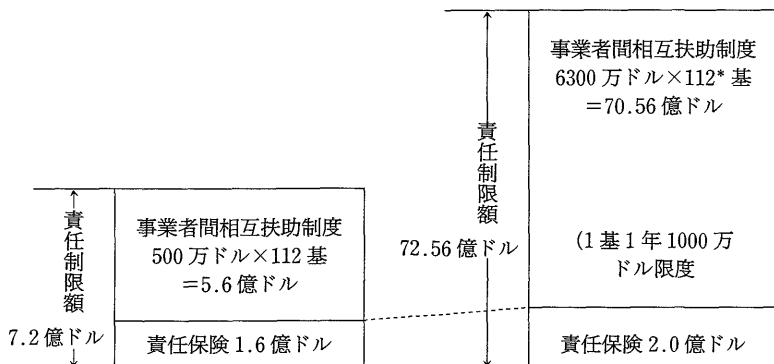 責任制限額
7.2億ドル
事業者間相互扶助制度
500万ドル×112基
=5.6億ドル
責任保険1.6億ドル
責任制限額
72.56億ドル
事業者間相互扶助制度
6300万ドル×112*基
=70.56億ドル
(1基1年1000万
ドル限度
責任保険2.0億ドル